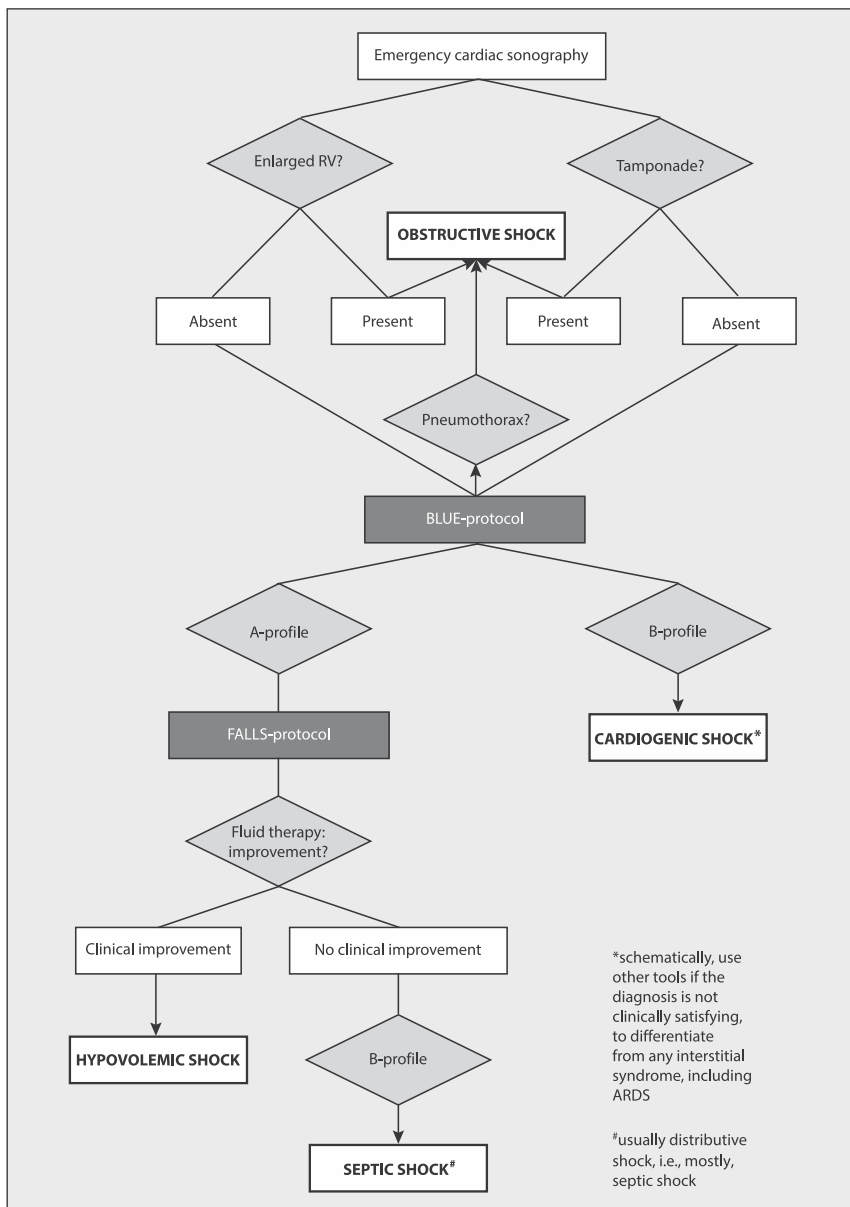 Emergency cardiac sonography
Enlarged RV?
Tamponade?
OBSTRUCTIVE SHOCK
Absent
Present
Present
Absent
Pneumothorax?
BLUE-protocol
A-profile
B-profile
FALLS-protocol
CARDIOGENIC SHOCK*
Fluid therapy:
improvement?
Clinical improvement
No clinical improvement
HYPOVOLEMIC SHOCK
B-profile
SEPTIC SHOCK#
*schematically, use
other tools if the
diagnosis is not
clinically satisfying,
to differentiate
from any interstitial
syndrome, including
ARDS
#usually distributive
shock, i.e., mostly,
septic shock